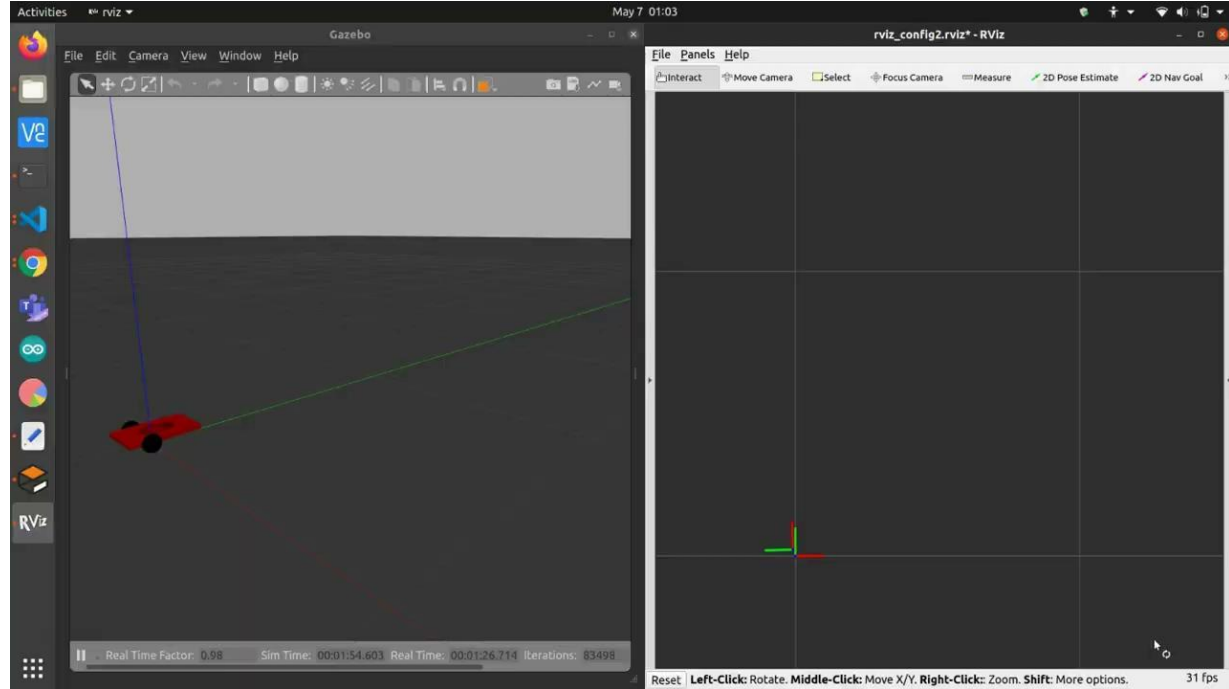 Activities rviz May 7 01:03
Gazebo
File Edit Camera View Window Help
Real Time Factor: 0.98 Sim Time: 00:01:54.603 Real Time: 00:01:26.714 Iterations: 83498
rviz_config2.rviz* - RViz
File Panels Help
Interact Move Camera Select Focus Camera Measure 2D Pose Estimate 2D Nav Goal
Reset Left-Click: Rotate. Middle-Click: Move X/Y. Right-Click:: Zoom. Shift: More options. 31 fps
RViz